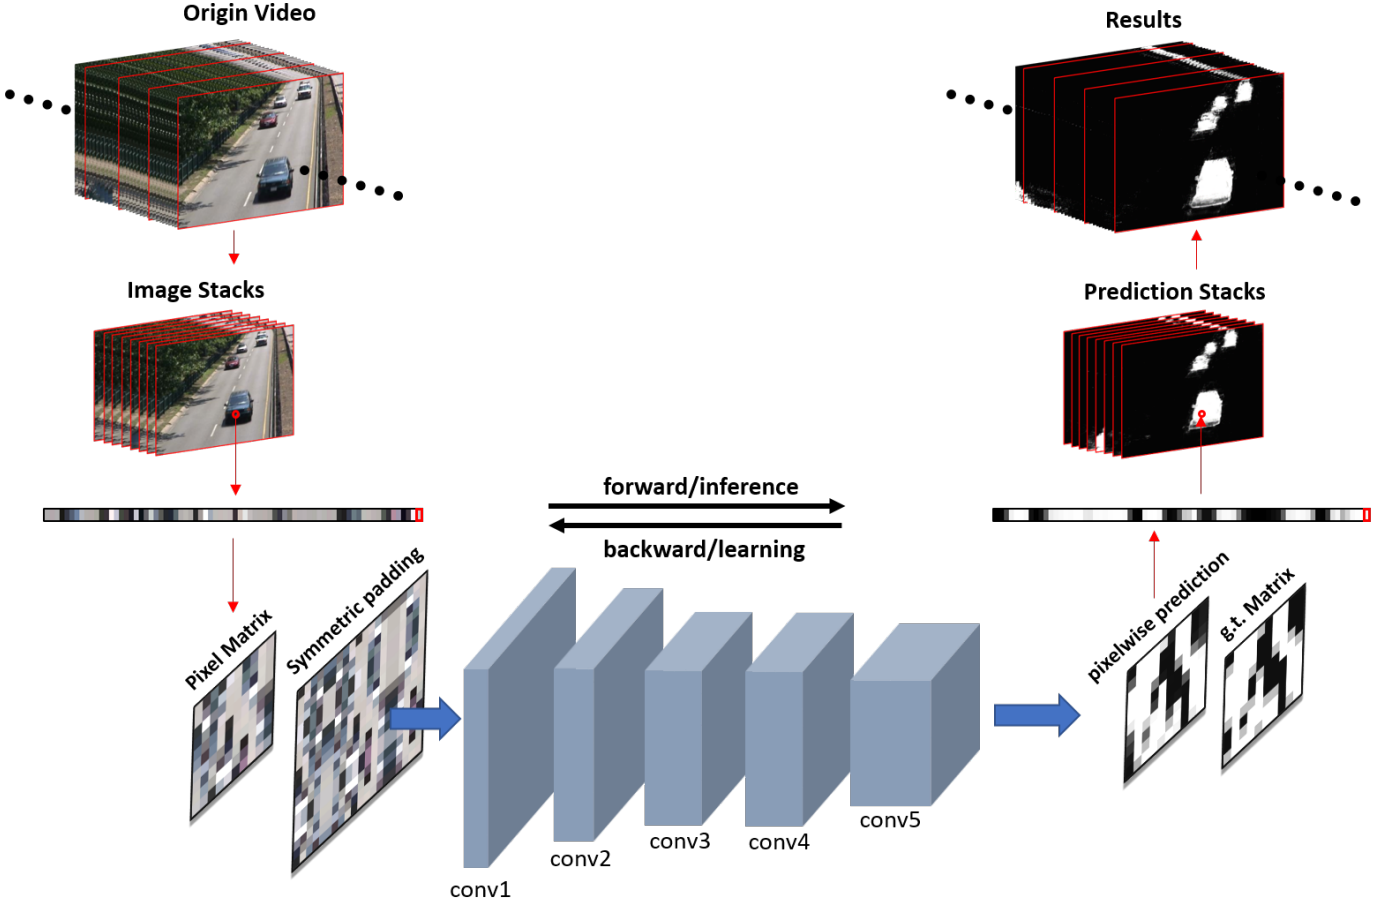 Origin Video
Results
Image Stacks
Prediction Stacks
forward/inference
backward/learning
Pixel Matrix
Symmetric padding
pixelwise prediction
g.t. Matrix
conv1
conv2
conv3
conv4
conv5